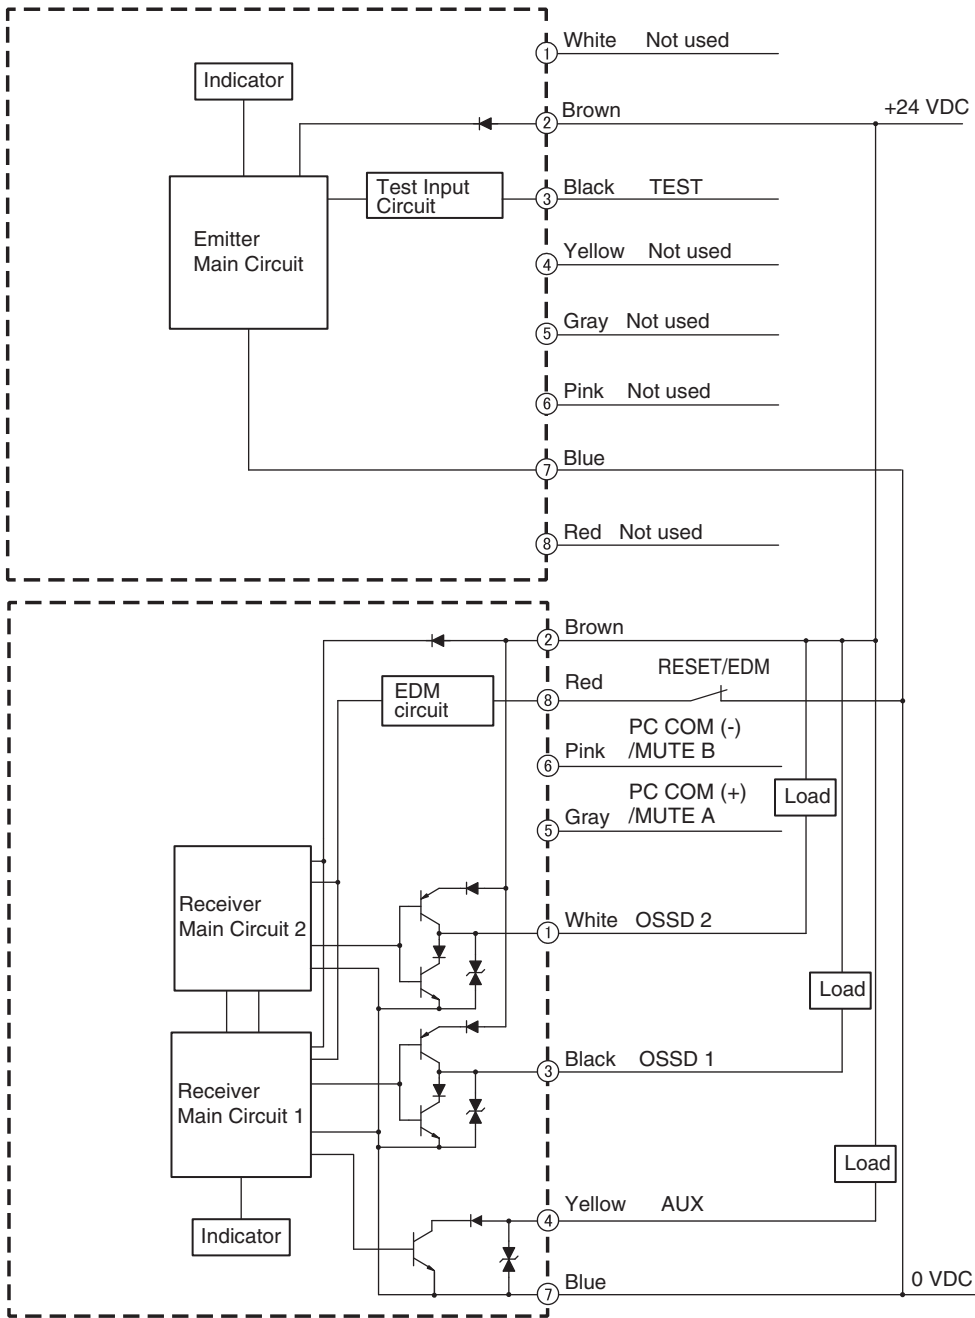 1 White Not used
Indicator
2 Brown +24 VDC
Test Input
Circuit
3 Black TEST
Emitter
Main Circuit
4 Yellow Not used
5 Gray Not used
6 Pink Not used
7 Blue
8 Red Not used
2 Brown
EDM
circuit
8 Red RESET/EDM
PC COM (-)
6 Pink /MUTE B
PC COM (+)
5 Gray /MUTE A
Load
Receiver
Main Circuit 2
1 White OSSD 2
Load
Receiver
Main Circuit 1
3 Black OSSD 1
Load
4 Yellow AUX
Indicator
7 Blue 0 VDC